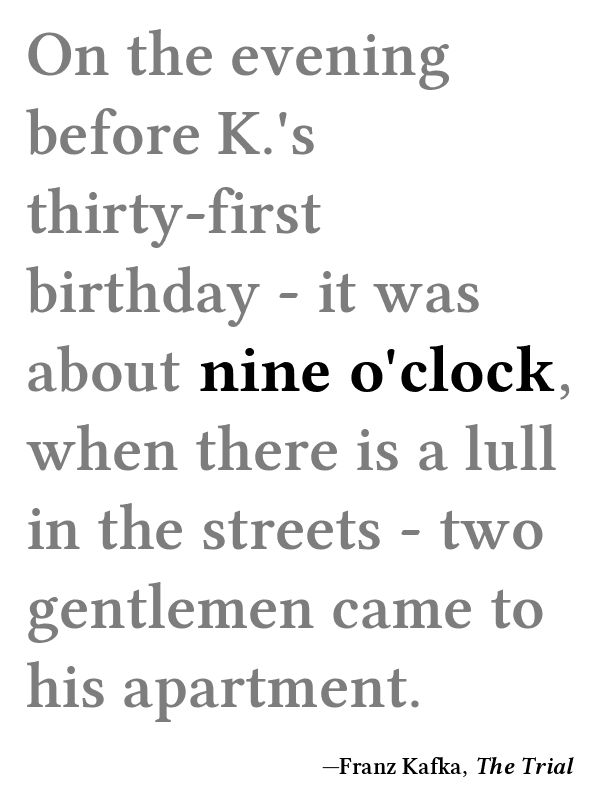 On the evening
before K.'s
thirty-first
birthday - it was
about nine o'clock,
when there is a lull
in the streets - two
gentlemen came to
his apartment.
—Franz Kafka, The Trial